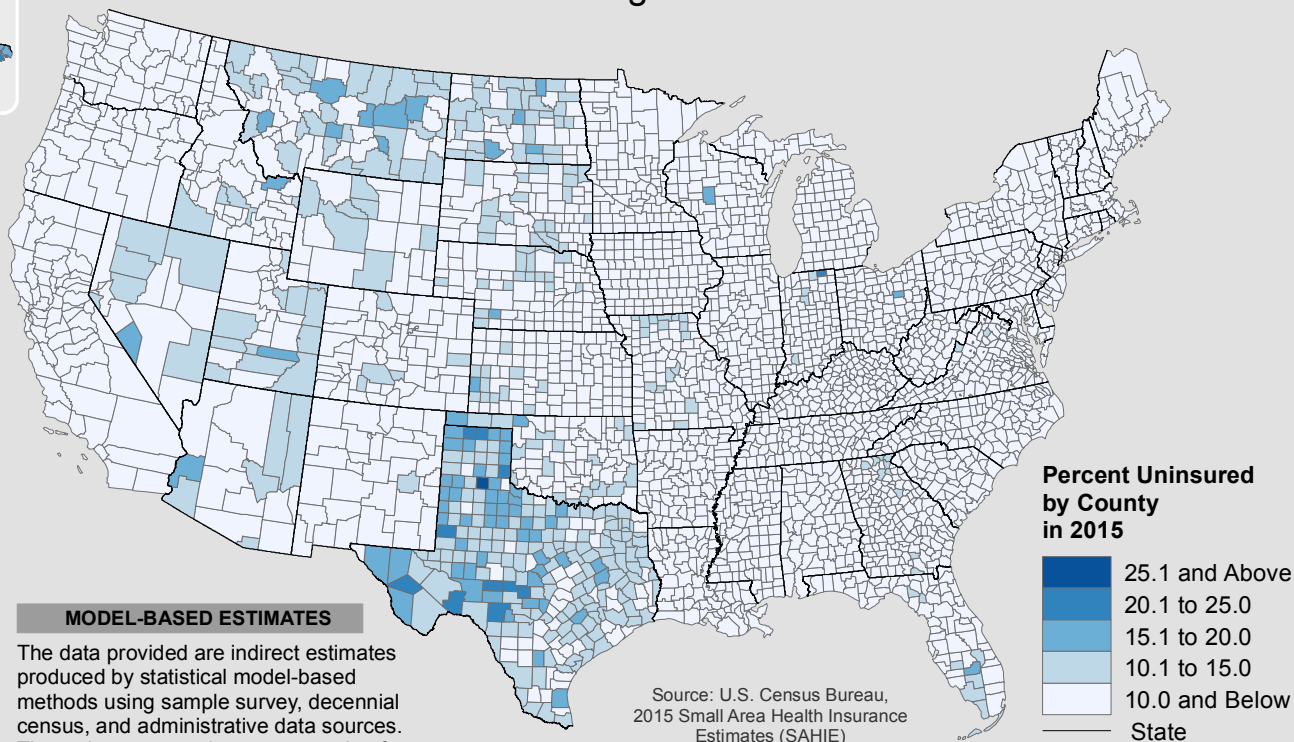 Percent Uninsured
by County
in 2015
25.1 and Above
20.1 to 25.0
15.1 to 20.0
10.1 to 15.0
10.0 and Below
State
MODEL-BASED ESTIMATES
The data provided are indirect estimates
produced by statistical model-based
methods using sample survey, decennial
census, and administrative data sources.
Source: U.S. Census Bureau,
2015 Small Area Health Insurance
Estimates (SAHIE)